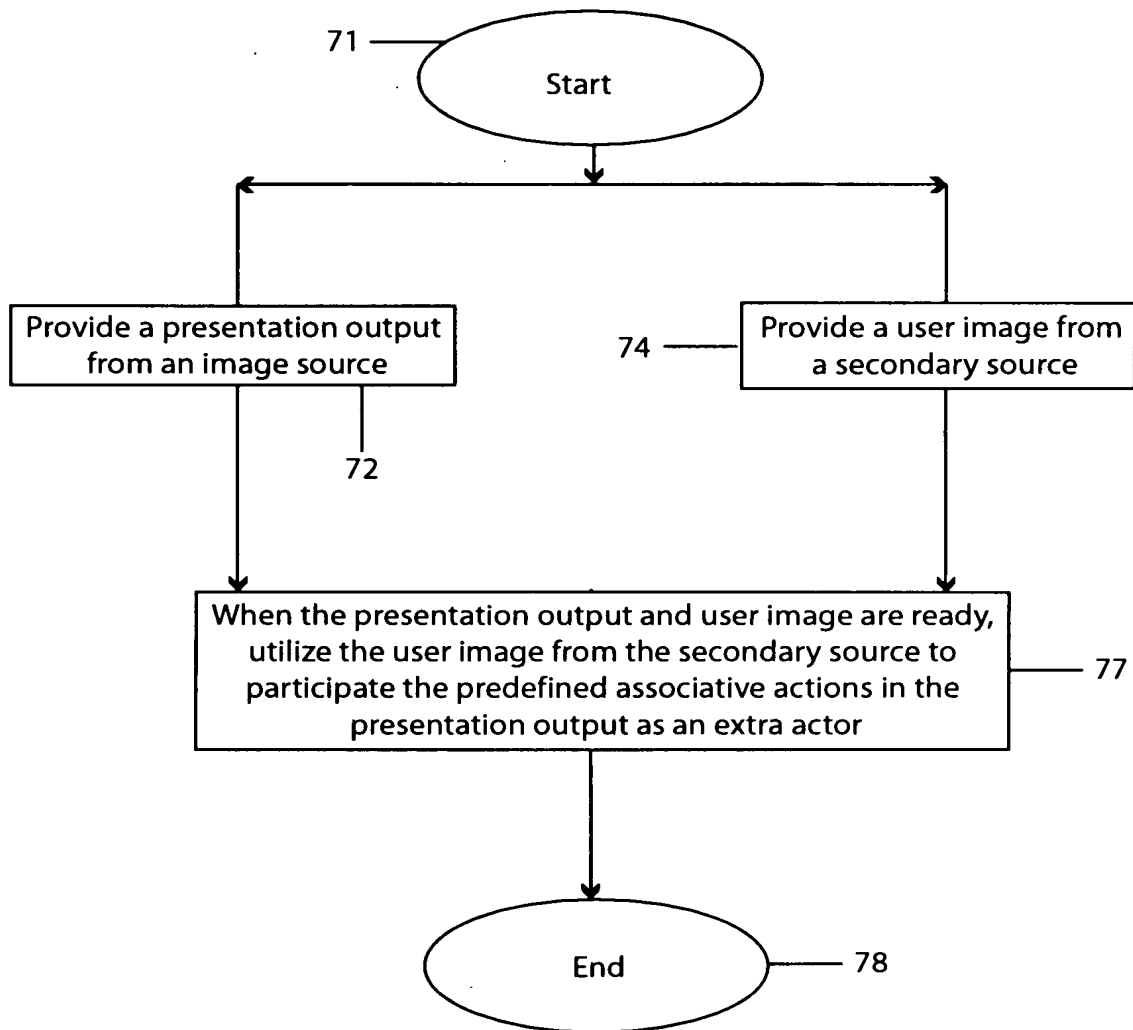 71
Start
Provide a presentation output
from an image source
72
74
Provide a user image from
a secondary source
When the presentation output and user image are ready,
utilize the user image from the secondary source to
participate the predefined associative actions in the
presentation output as an extra actor
77
End
78